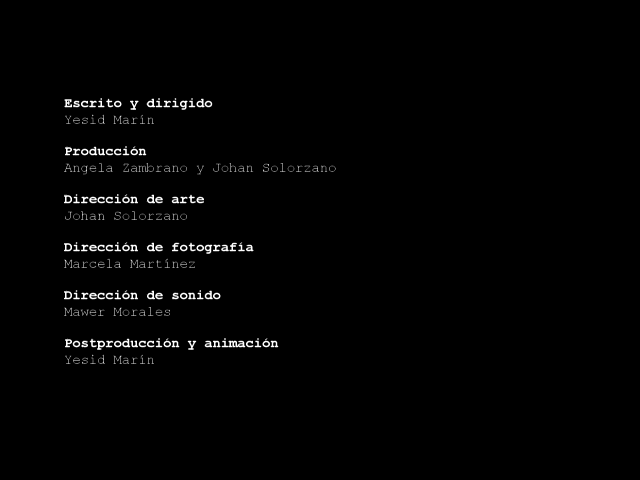 Escrito y dirigido
Yesid Marín
Producción
Angela Zambrano y Johan Solorzano
Dirección de arte
Johan Solorzano
Dirección de fotografía
Marcela Martínez
Dirección de sonido
Mawer Morales
Postproducción y animación
Yesid Marín